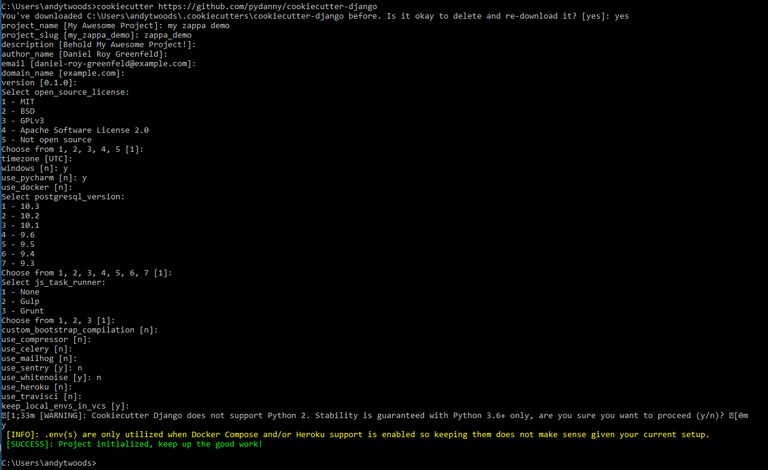 C:\Users\andytwoods>cookiecutter https://github.com/pydanny/cookiecutter-django
You've downloaded C:\Users\andytwoods\.cookiecutters\cookiecutter-django before. Is it okay to delete and re-download it? [yes]: yes
project_name [My Awesome Project]: my zappa demo
project_slug [my_zappa_demo]: zappa_demo
description [Behold My Awesome Project!]:
author_name [Daniel Roy Greenfeld]:
email [daniel-roy-greenfeld@example.com]:
domain_name [example.com]:
version [0.1.0]:
Select open_source_license:
1 - MIT
2 - BSD
3 - GPLv3
4 - Apache Software License 2.0
5 - Not open source
Choose from 1, 2, 3, 4, 5 [1]:
timezone [UTC]:
windows [n]: y
use_pycharm [n]: y
use_docker [n]:
Select postgresql_version:
1 - 10.3
2 - 10.2
3 - 10.1
4 - 9.6
5 - 9.5
6 - 9.4
7 - 9.3
Choose from 1, 2, 3, 4, 5, 6, 7 [1]:
Select js_task_runner:
1 - None
2 - Gulp
3 - Grunt
Choose from 1, 2, 3 [1]:
custom_bootstrap_compilation [n]:
use_compressor [n]:
use_celery [n]:
use_mailhog [n]:
use_sentry [y]: n
use_whitenoise [y]: n
use_heroku [n]:
use_travisci [n]:
keep_local_envs_in_vcs [y]:
[1;33m [WARNING]: Cookiecutter Django does not support Python 2. Stability is guaranteed with Python 3.6+ only, are you sure you want to proceed (y/n)? [0m
y
[INFO]: .env(s) are only utilized when Docker Compose and/or Heroku support is enabled so keeping them does not make sense given your current setup.
[SUCCESS]: Project initialized, keep up the good work!
C:\Users\andytwoods>